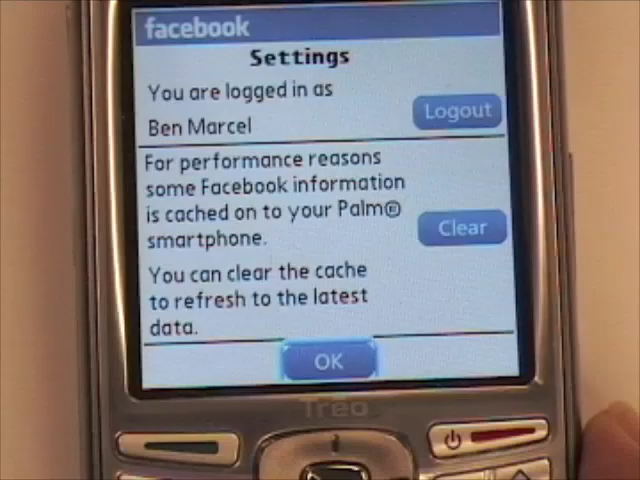 facebook
Settings
You are logged in as
Ben Marcel
Logout
For performance reasons
some Facebook information
is cached on to your Palm®
smartphone.
Clear
You can clear the cache
to refresh to the latest
data.
OK
Treo